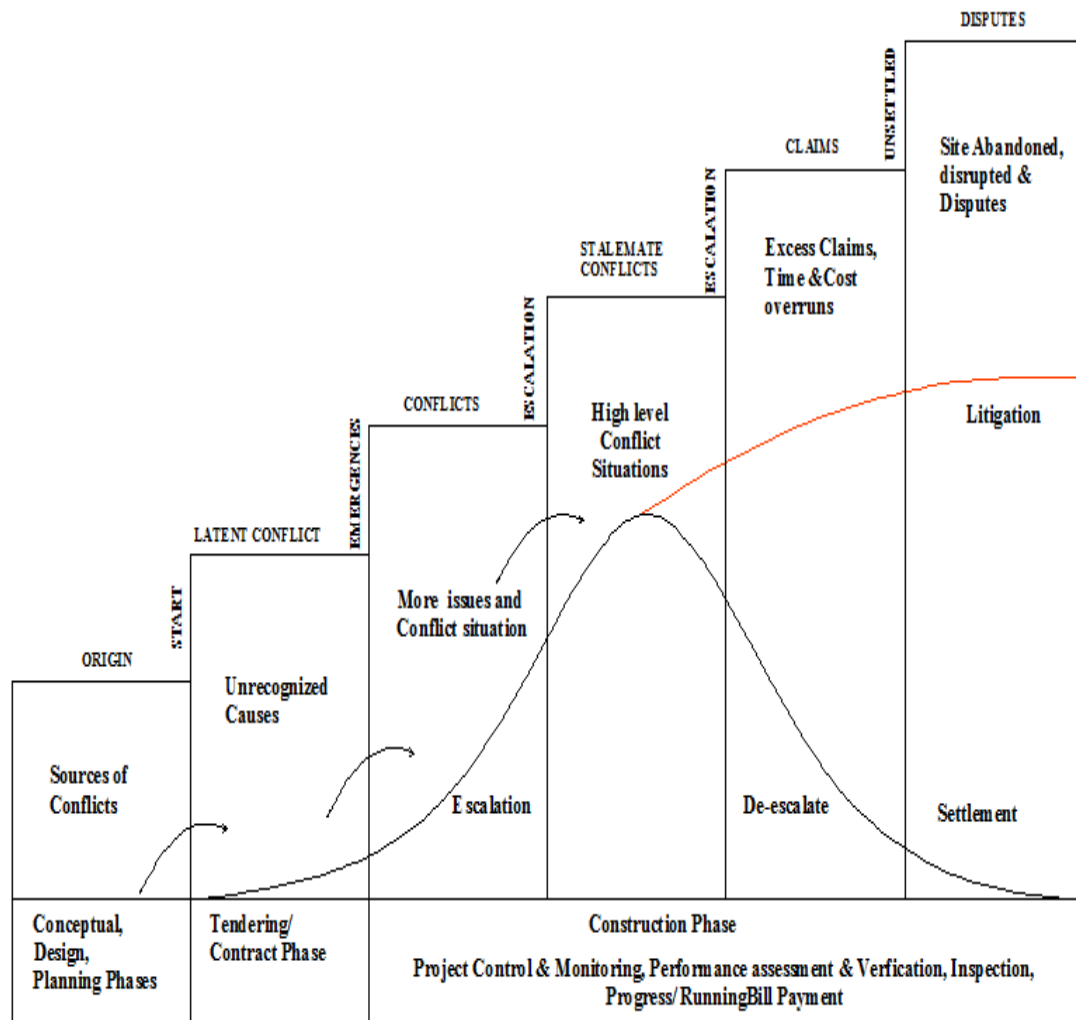 DISPUTES
UNSETTLED
Site Abandoned,
disrupted &
Disputes
CLAIMS
ESCALATION
Excess Claims,
Time &Cost
overruns
STALEMATE
CONFLICTS
ESCALATION
High level
Conflict
Situations
Litigation
CONFLICTS
EMERGENCES
More issues and
Conflict situation
LATENT CONFLICT
START
Unrecognized
Causes
ORIGIN
Sources of
Conflicts
Escalation
De-escalate
Settlement
Conceptual,
Design,
Planning Phases
Tendering/
Contract Phase
Construction Phase
Project Control & Monitoring, Performance assessment & Verfication, Inspection,
Progress/ RunningBill Payment